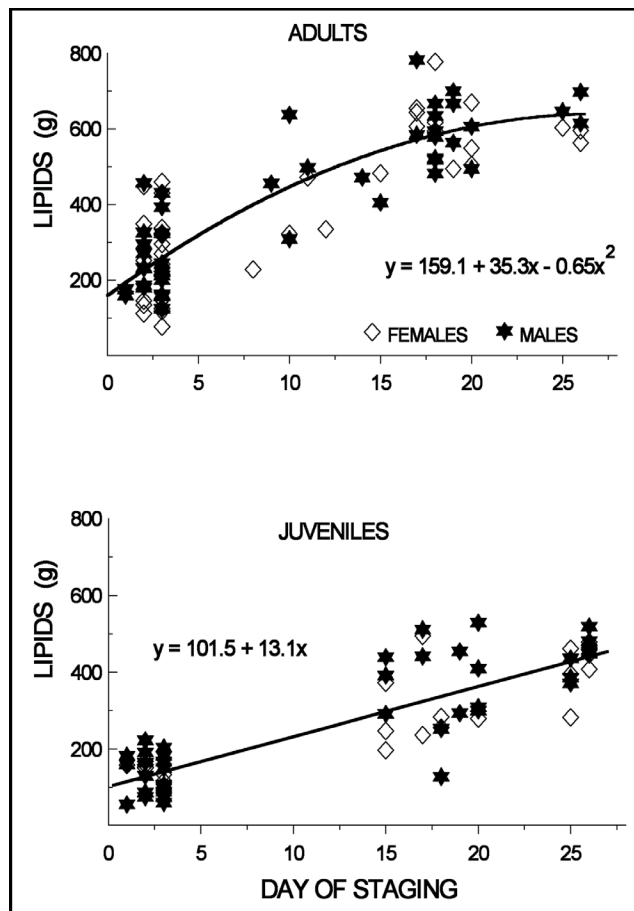 ADULTS
800
600
400
200
LIPIDS (g)
y = 159.1 + 35.3x - 0.65x²
FEMALES MALES
0 5 10 15 20 25
JUVENILES
800
600
400
200
LIPIDS (g)
y = 101.5 + 13.1x
0 5 10 15 20 25
DAY OF STAGING